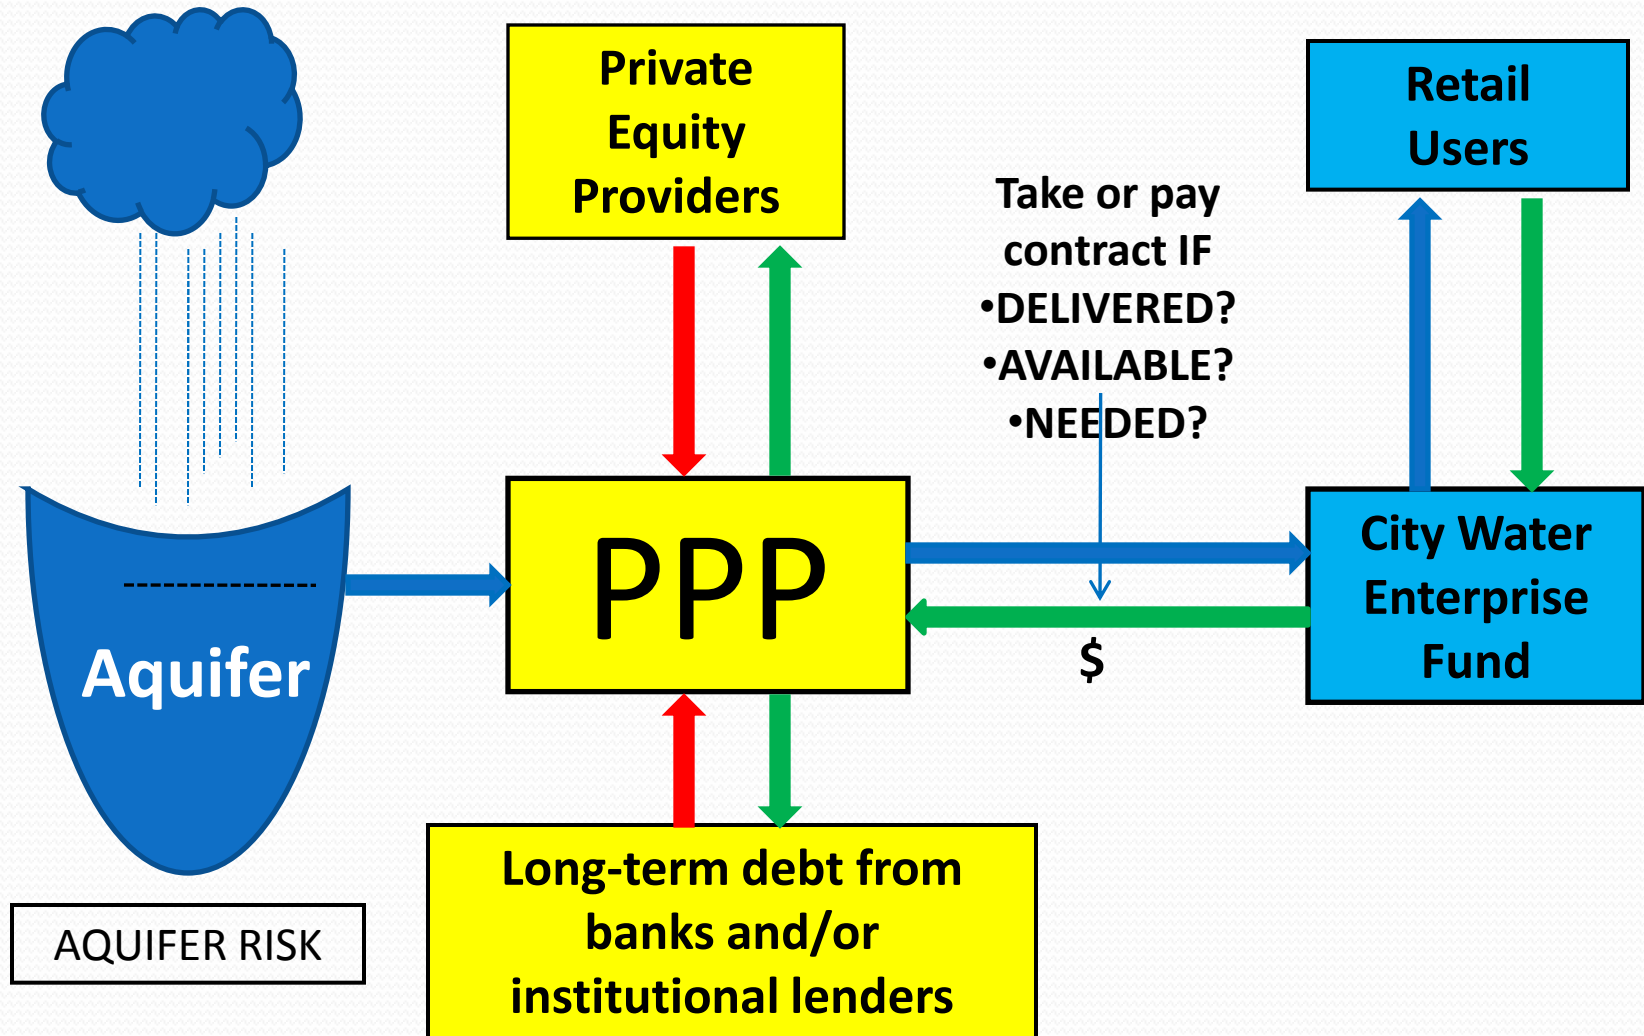 Private
Equity
Providers
Retail
Users
Take or pay
contract IF
•DELIVERED?
•AVAILABLE?
•NEEDED?
PPP
City Water
Enterprise
Fund
$
Aquifer
Long-term debt from
banks and/or
institutional lenders
AQUIFER RISK